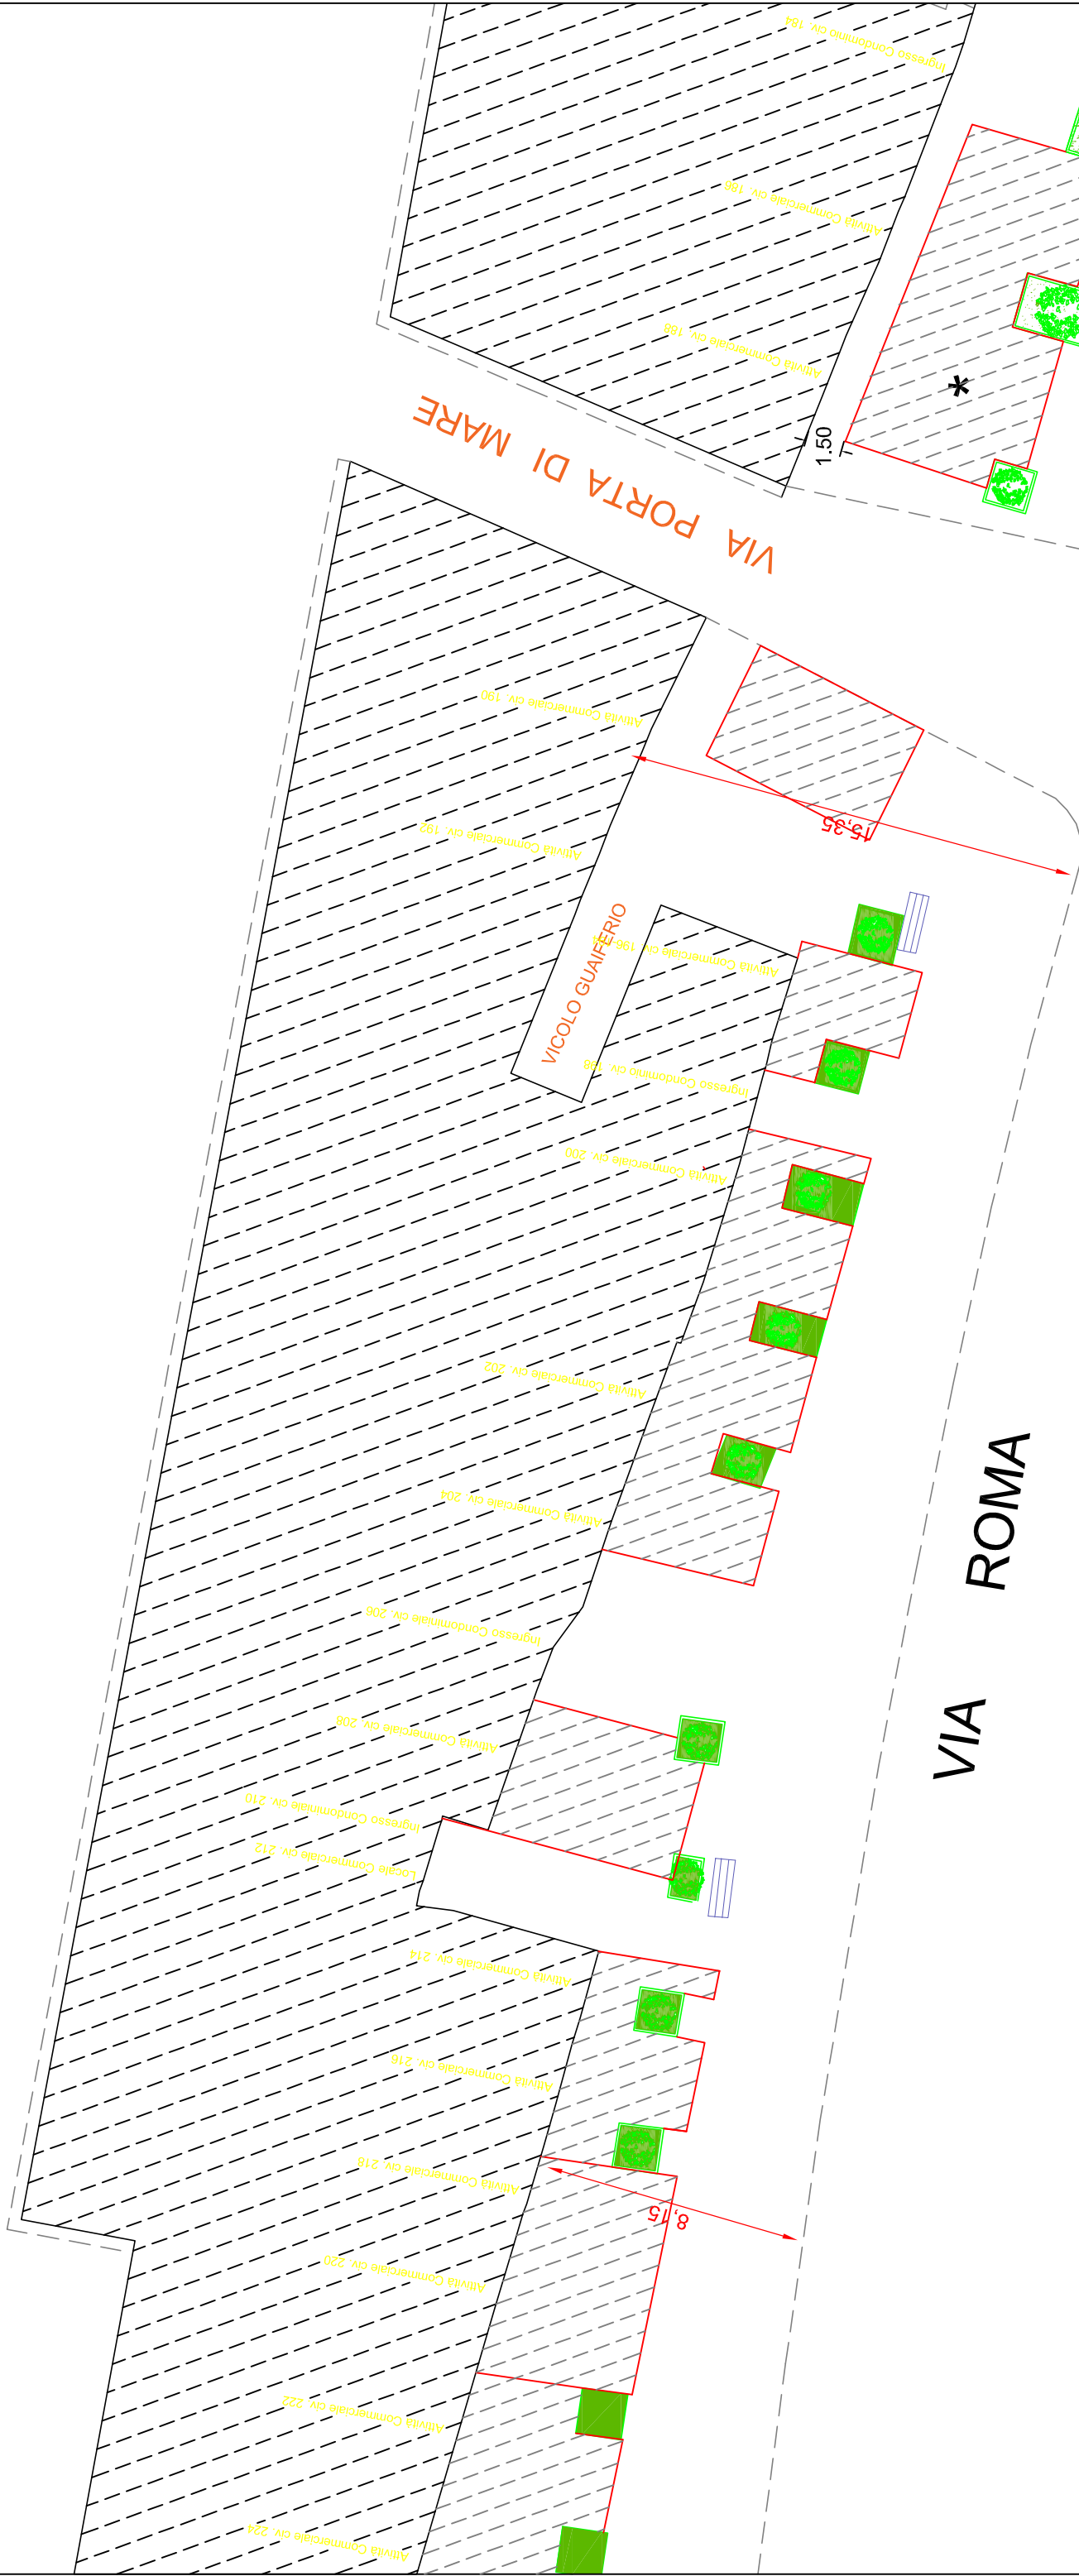 Ingresso Condominio civ. 184
Attività Commerciale civ. 186
Attività Commerciale civ. 188
1.50
*
VIA PORTA DI MARE
Attività Commerciale civ. 190
15,35
Attività Commerciale civ. 192
VICOLO GUAIFERIO
Attività Commerciale civ. 196-194
Ingresso Condominio civ. 198
Attività Commerciale civ. 200
Attività Commerciale civ. 202
Attività Commerciale civ. 204
VIA ROMA
Ingresso Condominiale civ. 206
Attività Commerciale civ. 208
Ingresso Condominiale civ. 210
Locale Commerciale civ. 212
Attività Commerciale civ. 214
Attività Commerciale civ. 216
Attività Commerciale civ. 218
8,15
Attività Commerciale civ. 220
Attività Commerciale civ. 222
Attività Commerciale civ. 224